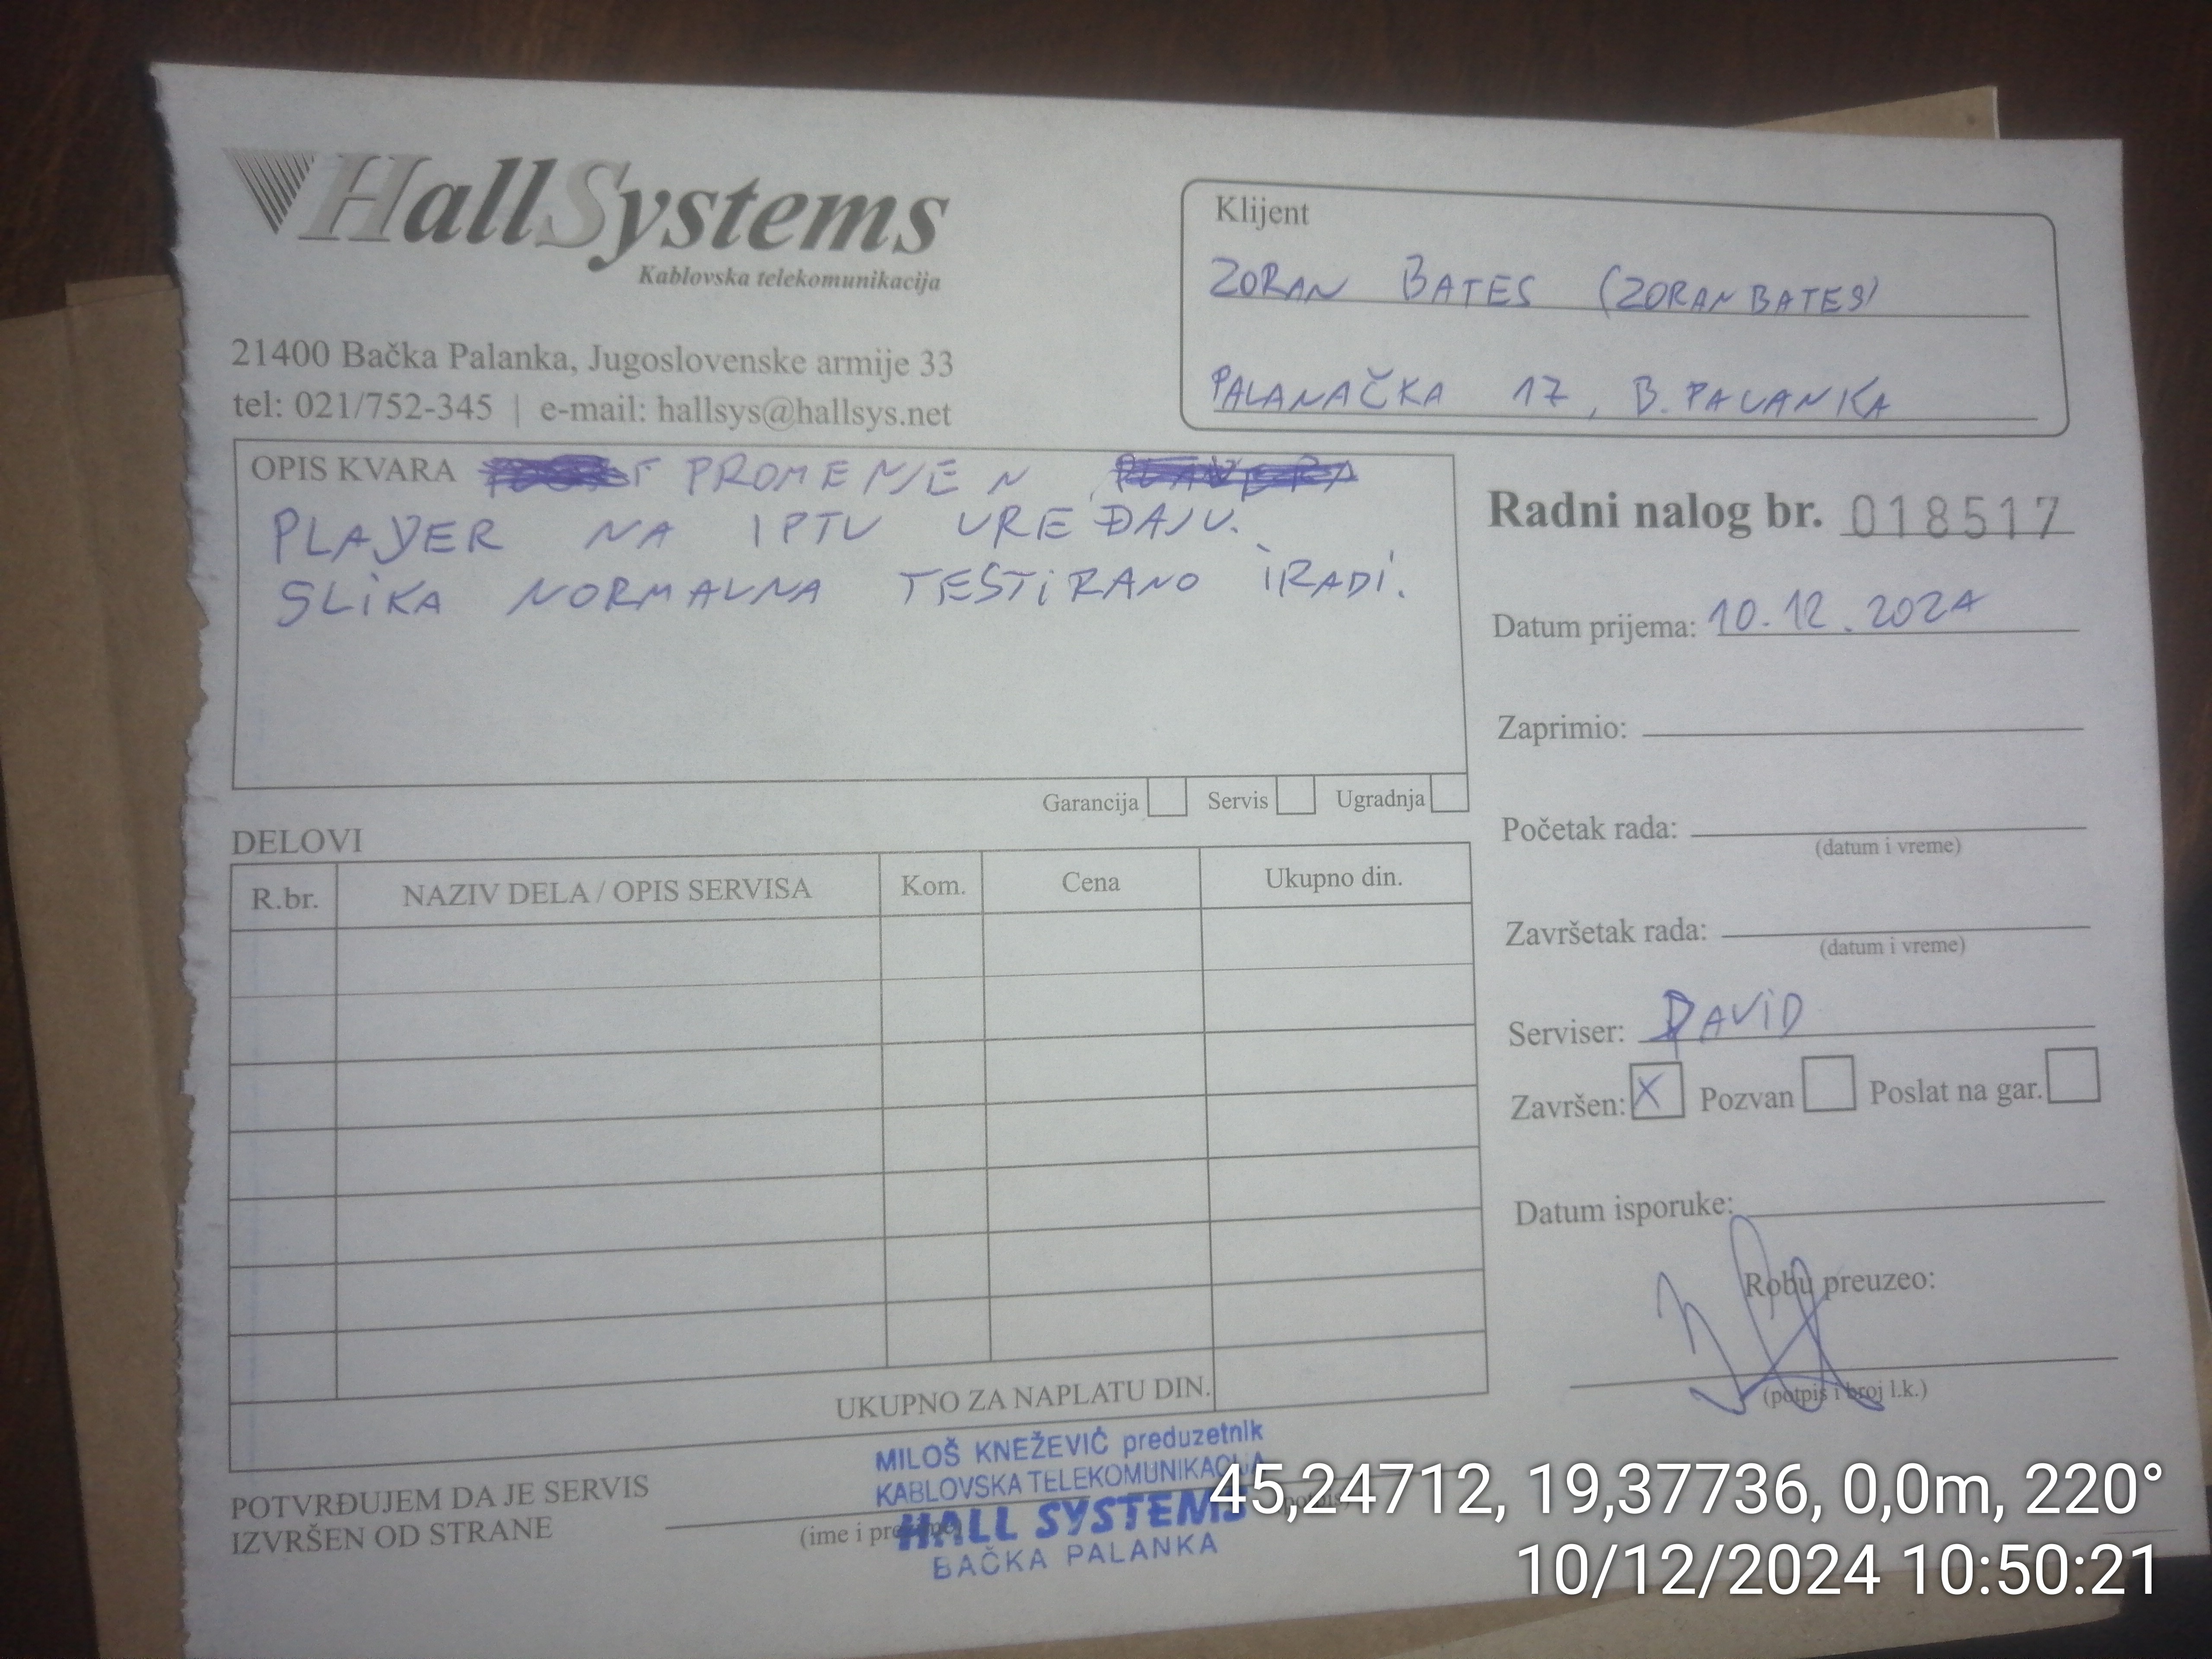 HallSystems
Kablovska telekomunikacija
21400 Bačka Palanka, Jugoslovenske armije 33
tel: 021/752-345 | e-mail: hallsys@hallsys.net
Klijent
ZORAN BATES (ZORANBATES)
PALANAČKA 17, B. PALANKA
OPIS KVARA PROMENJEN
PLAYER NA IPTV UREĐAJU.
SLIKA NORMALNA TESTIRANO I RADI.
Garancija Servis Ugradnja
Radni nalog br. 018517
Datum prijema: 10.12.2024
Zaprimio:
Početak rada:
(datum i vreme)
Završetak rada:
(datum i vreme)
Serviser: DAVID
Završen: X Pozvan Poslat na gar.
Datum isporuke:
Robu preuzeo:
(potpis i broj l.k.)
DELOVI
R.br. NAZIV DELA / OPIS SERVISA Kom. Cena Ukupno din.
UKUPNO ZA NAPLATU DIN.
POTVRĐUJEM DA JE SERVIS
IZVRŠEN OD STRANE
(ime i prezime)
MILOŠ KNEŽEVIĆ preduzetnik
KABLOVSKA TELEKOMUNIKACIJA
HALL SYSTEMS
BAČKA PALANKA
45,24712, 19,37736, 0,0m, 220°
10/12/2024 10:50:21